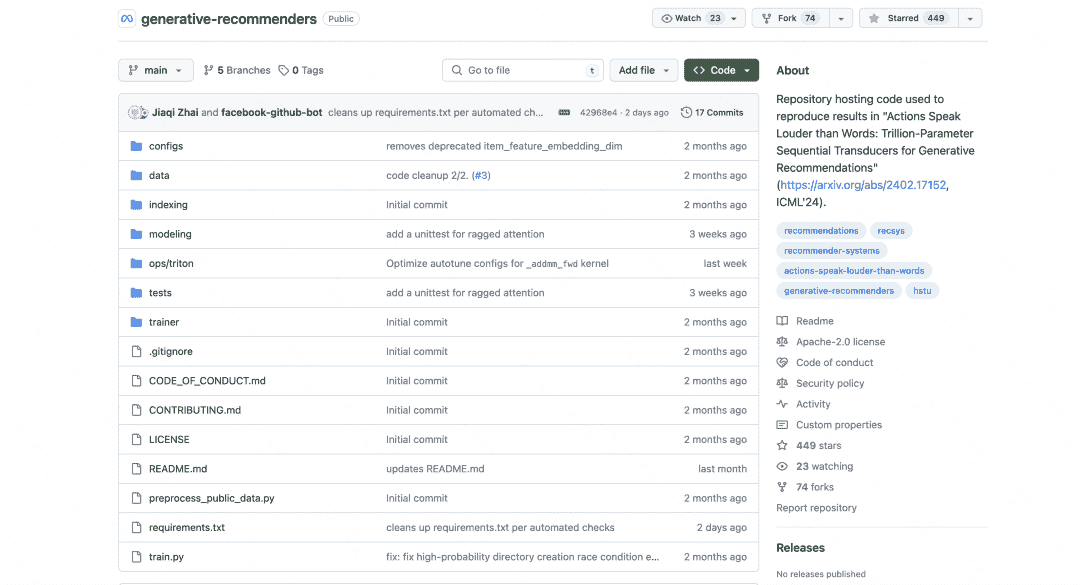 generative-recommenders Public
Watch 23
Fork 74
Starred 449
main
5 Branches
0 Tags
Go to file
t
Add file
<> Code
Jiaqi Zhai and facebook-github-bot cleans up requirements.txt per automated ch... 42968e4 · 2 days ago 17 Commits
configs removes deprecated item_feature_embedding_dim 2 months ago
data code cleanup 2/2. (#3) 2 months ago
indexing Initial commit 2 months ago
modeling add a unittest for ragged attention 3 weeks ago
ops/triton Optimize autotune configs for _addmm_fwd kernel last week
tests add a unittest for ragged attention 3 weeks ago
trainer Initial commit 2 months ago
.gitignore Initial commit 2 months ago
CODE_OF_CONDUCT.md Initial commit 2 months ago
CONTRIBUTING.md Initial commit 2 months ago
LICENSE Initial commit 2 months ago
README.md updates README.md last month
preprocess_public_data.py Initial commit 2 months ago
requirements.txt cleans up requirements.txt per automated checks 2 days ago
train.py fix: fix high-probability directory creation race condition e... 2 months ago
About
Repository hosting code used to
reproduce results in "Actions Speak
Louder than Words: Trillion-Parameter
Sequential Transducers for Generative
Recommendations"
(https://arxiv.org/abs/2402.17152,
ICML'24).
recommendations recsys
recommender-systems
actions-speak-louder-than-words
generative-recommenders hstu
Readme
Apache-2.0 license
Code of conduct
Security policy
Activity
Custom properties
449 stars
23 watching
74 forks
Report repository
Releases
No releases published